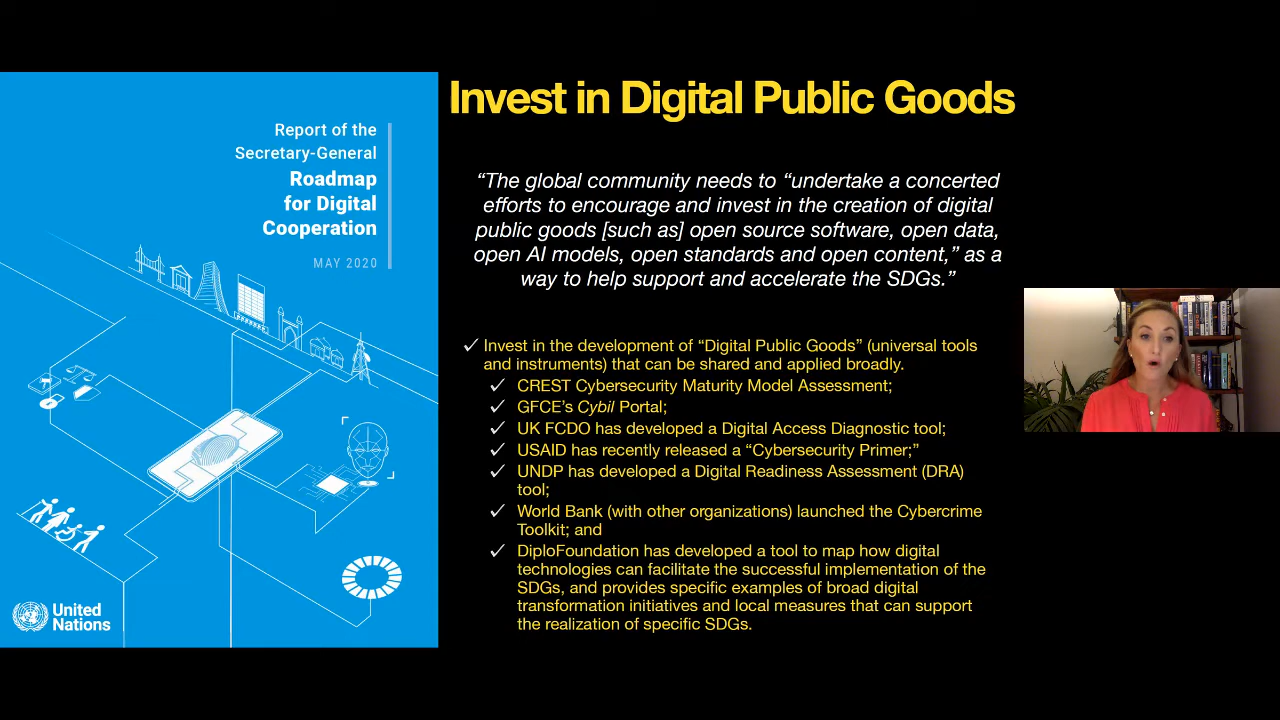 Report of the
Secretary-General
Roadmap
for Digital
Cooperation
MAY 2020
United
Nations
Invest in Digital Public Goods
“The global community needs to “undertake a concerted
efforts to encourage and invest in the creation of digital
public goods [such as] open source software, open data,
open AI models, open standards and open content,” as a
way to help support and accelerate the SDGs.”
✓ Invest in the development of “Digital Public Goods” (universal tools
and instruments) that can be shared and applied broadly.
✓ CREST Cybersecurity Maturity Model Assessment;
✓ GFCE’s Cybil Portal;
✓ UK FCDO has developed a Digital Access Diagnostic tool;
✓ USAID has recently released a “Cybersecurity Primer;”
✓ UNDP has developed a Digital Readiness Assessment (DRA)
tool;
✓ World Bank (with other organizations) launched the Cybercrime
Toolkit; and
✓ DiploFoundation has developed a tool to map how digital
technologies can facilitate the successful implementation of the
SDGs, and provides specific examples of broad digital
transformation initiatives and local measures that can support
the realization of specific SDGs.